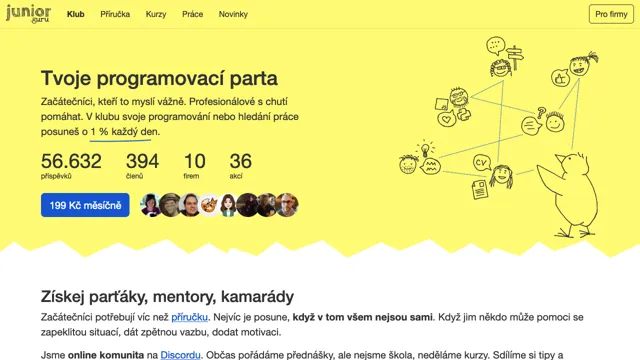 junior
.guru
Klub
Příručka
Kurzy
Práce
Novinky
Pro firmy
Tvoje programovací parta
Začátečníci, kteří to myslí vážně. Profesionálové s chutí
pomáhat. V klubu svoje programování nebo hledání práce
posuneš o 1 % každý den.
56.632
příspěvků
394
členů
10
firem
36
akcí
199 Kč měsíčně
CV
Získej parťáky, mentory, kamarády
Začátečníci potřebují víc než příručku. Nejvíc je posune, když v tom všem nejsou sami. Když jim někdo může pomoci se
zapeklitou situací, dát zpětnou vazbu, dodat motivaci.
Jsme online komunita na Discordu. Občas pořádáme přednášky, ale nejsme škola, neděláme kurzy. Sdílíme si tipy a